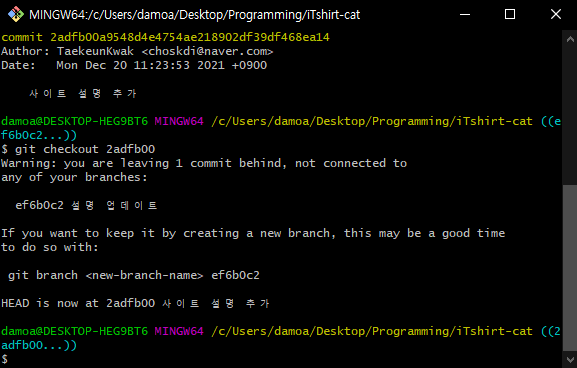 MINGW64:/c/Users/damoa/Desktop/Programming/iTshirt-cat
commit 2adfb00a9548d4e4754ae218902df39df468ea14
Author: TaekeunKwak <choskdi@naver.com>
Date:   Mon Dec 20 11:23:53 2021 +0900
사이트 설명 추가
damoa@DESKTOP-HEG9BT6 MINGW64 /c/Users/damoa/Desktop/Programming/iTshirt-cat ((e
f6b0c2...))
$ git checkout 2adfb00
Warning: you are leaving 1 commit behind, not connected to
any of your branches:
ef6b0c2 설명 업데이트
If you want to keep it by creating a new branch, this may be a good time
to do so with:
git branch <new-branch-name> ef6b0c2
HEAD is now at 2adfb00 사이트 설명 추가
damoa@DESKTOP-HEG9BT6 MINGW64 /c/Users/damoa/Desktop/Programming/iTshirt-cat ((2
adfb00...))
$